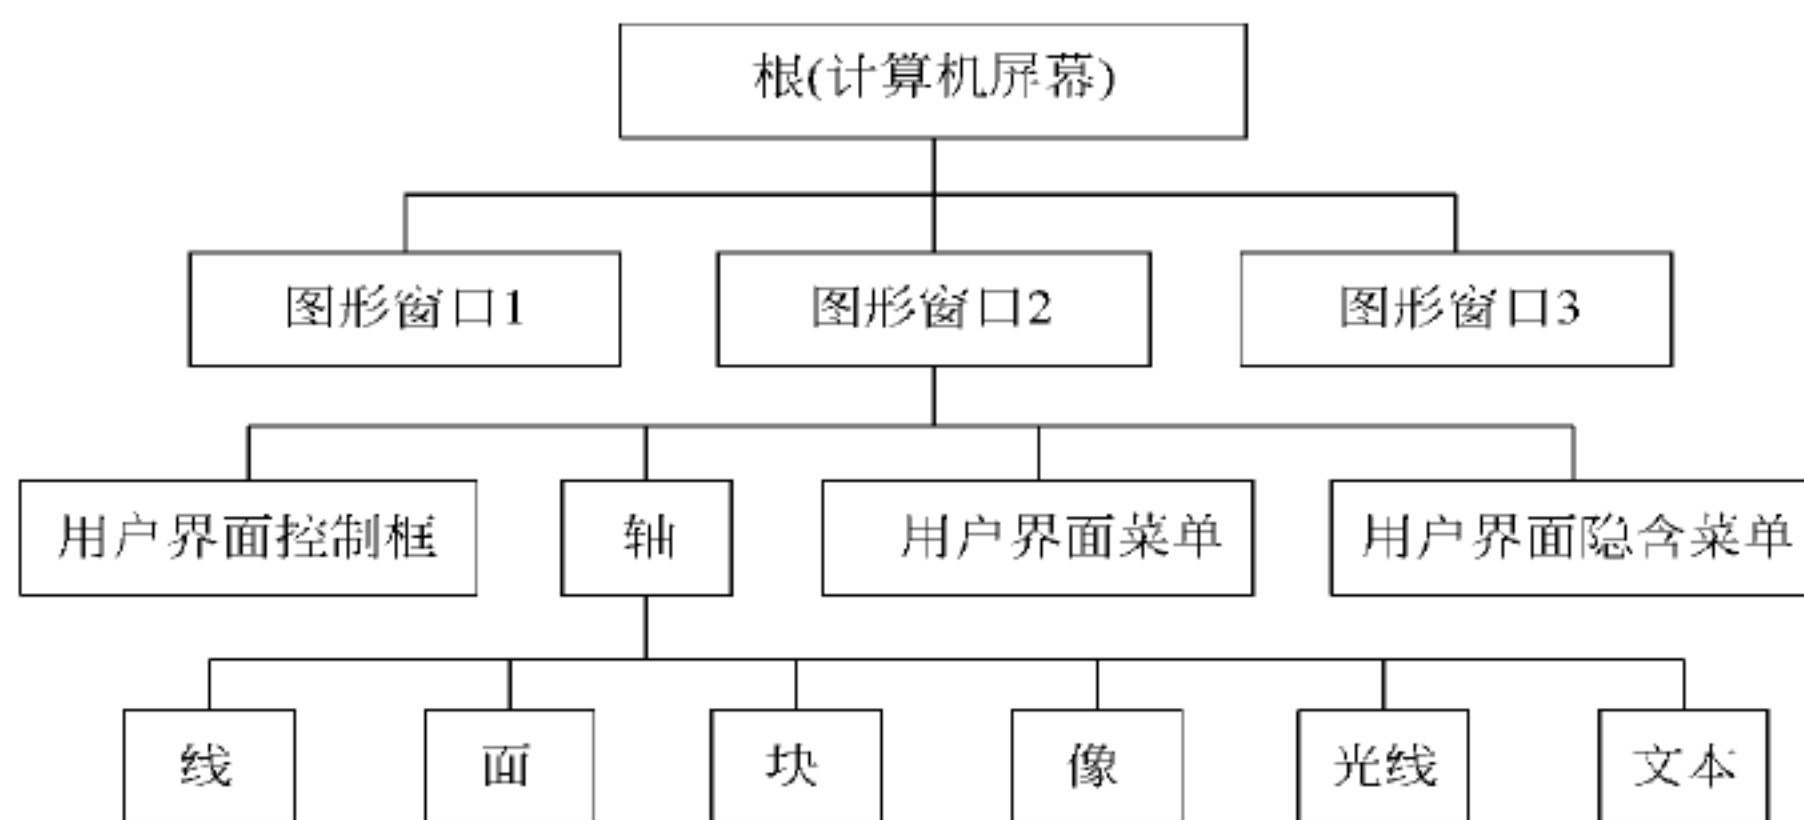 根(计算机屏幕)
图形窗口1
图形窗口2
图形窗口3
用户界面控制框
轴
用户界面菜单
用户界面隐含菜单
线
面
块
像
光线
文本